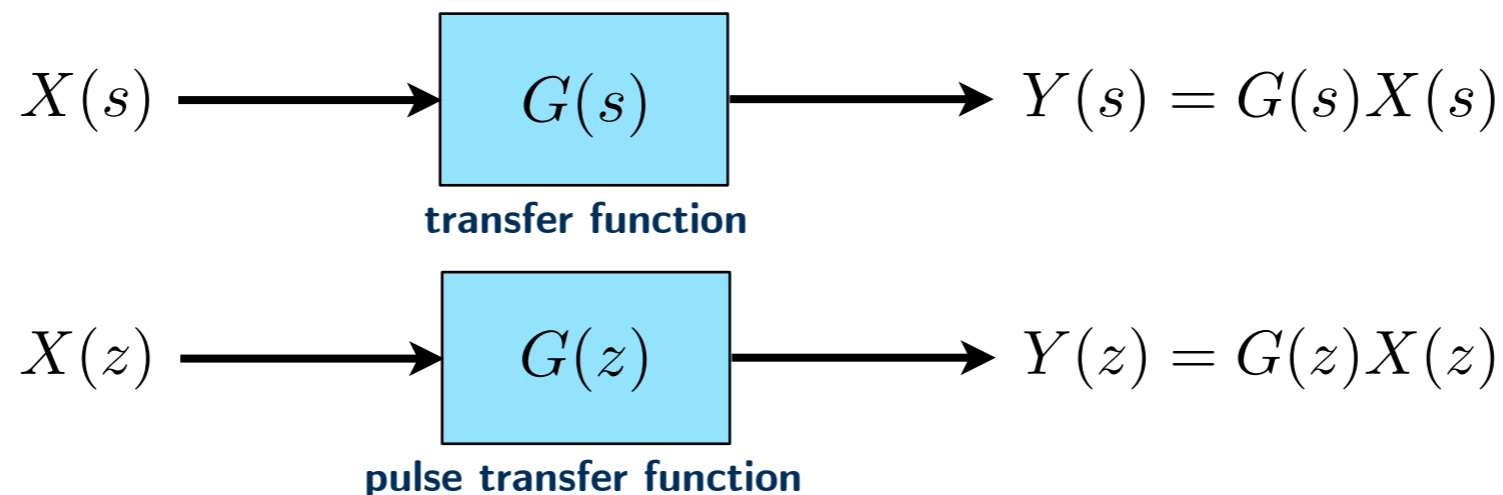 X(s) G(s) Y(s) = G(s)X(s)
transfer function
X(z) G(z) Y(z) = G(z)X(z)
pulse transfer function